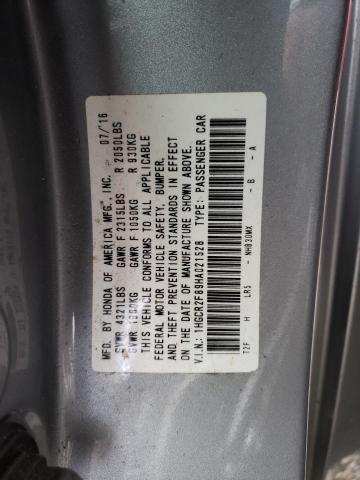 MFD. BY HONDA OF AMERICA MFG., INC. 07/'16
GVWR 4321LBS GAWR F 2315LBS R 2050LBS
GVWR 1960KG GAWR F 1050KG R 930KG
THIS VEHICLE CONFORMS TO ALL APPLICABLE
FEDERAL MOTOR VEHICLE SAFETY, BUMPER,
AND THEFT PREVENTION STANDARDS IN EFFECT
ON THE DATE OF MANUFACTURE SHOWN ABOVE.
V.I.N.: 1HGCR2F89HA021528 TYPE: PASSENGER CAR
T2F H LR5 - NH830MX - B - A